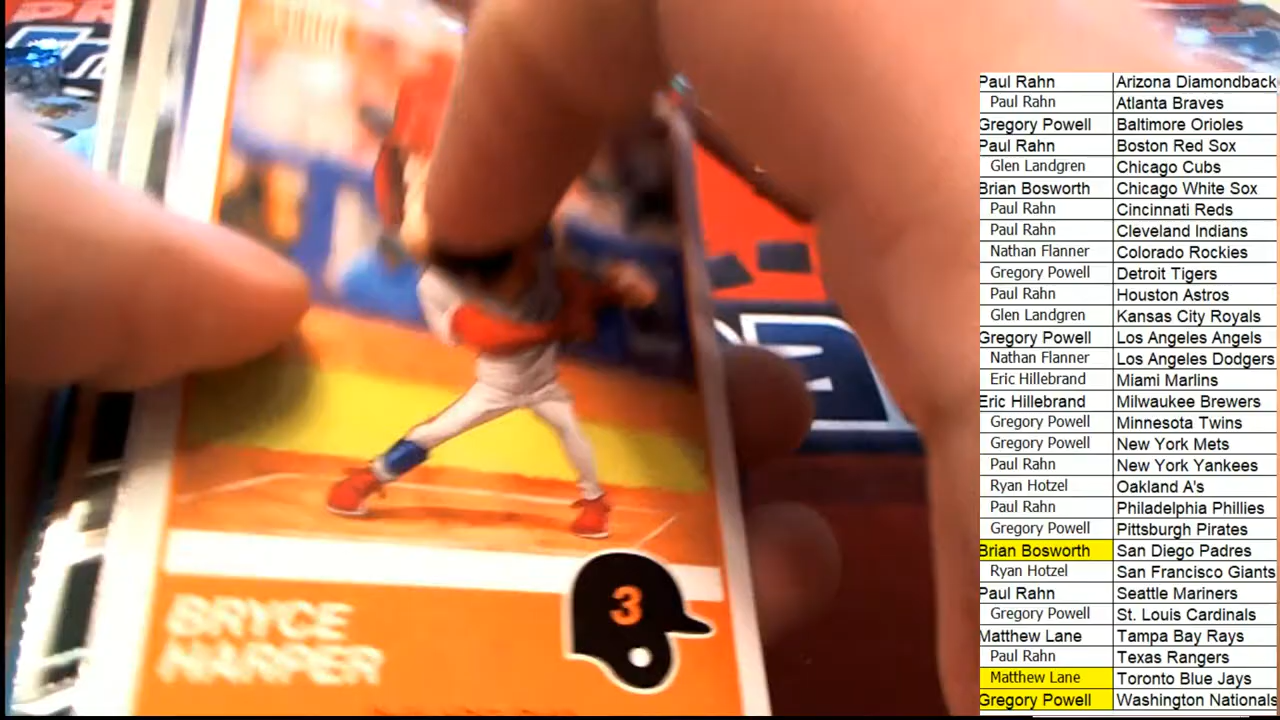 Paul Rahn Arizona Diamondback
Paul Rahn Atlanta Braves
Gregory Powell Baltimore Orioles
Paul Rahn Boston Red Sox
Glen Landgren Chicago Cubs
Brian Bosworth Chicago White Sox
Paul Rahn Cincinnati Reds
Paul Rahn Cleveland Indians
Nathan Flanner Colorado Rockies
Gregory Powell Detroit Tigers
Paul Rahn Houston Astros
Glen Landgren Kansas City Royals
Gregory Powell Los Angeles Angels
Nathan Flanner Los Angeles Dodgers
Eric Hillebrand Miami Marlins
Eric Hillebrand Milwaukee Brewers
Gregory Powell Minnesota Twins
Gregory Powell New York Mets
Paul Rahn New York Yankees
Ryan Hotzel Oakland A's
Paul Rahn Philadelphia Phillies
Gregory Powell Pittsburgh Pirates
Brian Bosworth San Diego Padres
Ryan Hotzel San Francisco Giants
Paul Rahn Seattle Mariners
Gregory Powell St. Louis Cardinals
Matthew Lane Tampa Bay Rays
Paul Rahn Texas Rangers
Matthew Lane Toronto Blue Jays
Gregory Powell Washington Nationals
3
BRYCE
HARPER